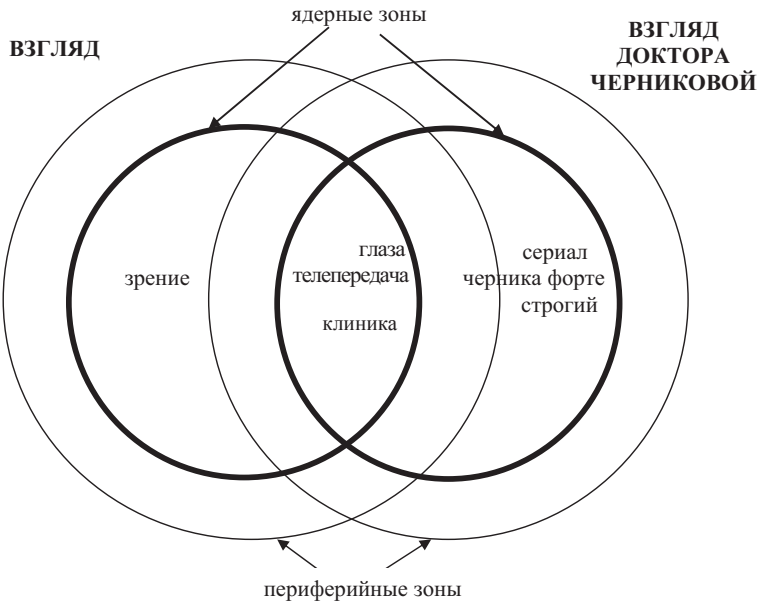 ядерные зоны
ВЗГЛЯД
ВЗГЛЯД
ДОКТОРА
ЧЕРНИКОВОЙ
зрение
глаза
телепередача
клиника
сериал
черника форте
строгий
периферийные зоны